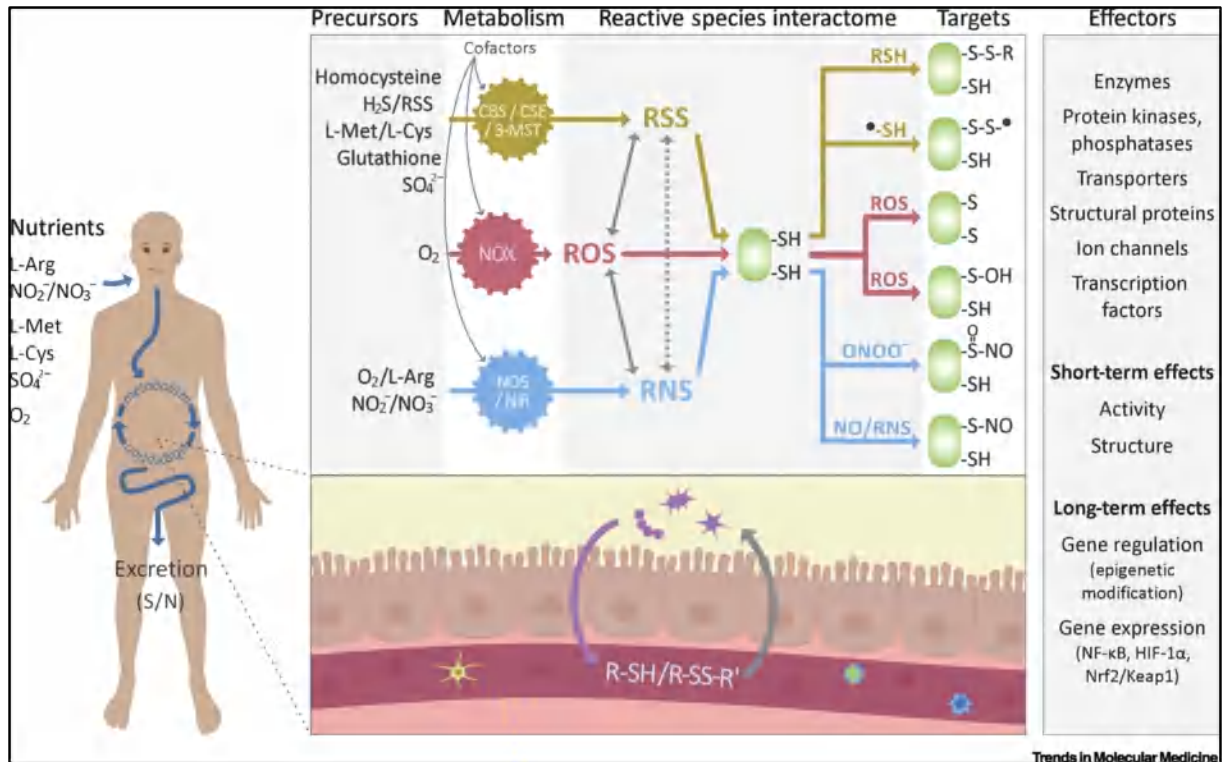 Precursors Metabolism Reactive species interactome Targets Effectors
Cofactors
Homocysteine
H₂S/RSS
L-Met/L-Cys
Glutathione
SO₄²⁻
CBS / CSE
/ 3-MST
RSS
O₂
NOX
ROS
O₂/L-Arg
NO₂⁻/NO₃⁻
NOS
/ NR
RNS
-SH
-SH
RSH
-S-S-R
-SH
•-SH
-S-S-•
-SH
ROS
-S
-S
ROS
-S-OH
-SH
ONOO⁻
O
-S-NO
-SH
NO/RNS
-S-NO
-SH
Nutrients
L-Arg
NO₂⁻/NO₃⁻
L-Met
L-Cys
SO₄²⁻
O₂
metabolism
Excretion
(S/N)
R-SH/R-SS-R'
Enzymes
Protein kinases,
phosphatases
Transporters
Structural proteins
Ion channels
Transcription
factors
Short-term effects
Activity
Structure
Long-term effects
Gene regulation
(epigenetic
modification)
Gene expression
(NF-κB, HIF-1α,
Nrf2/Keap1)
Trends in Molecular Medicine